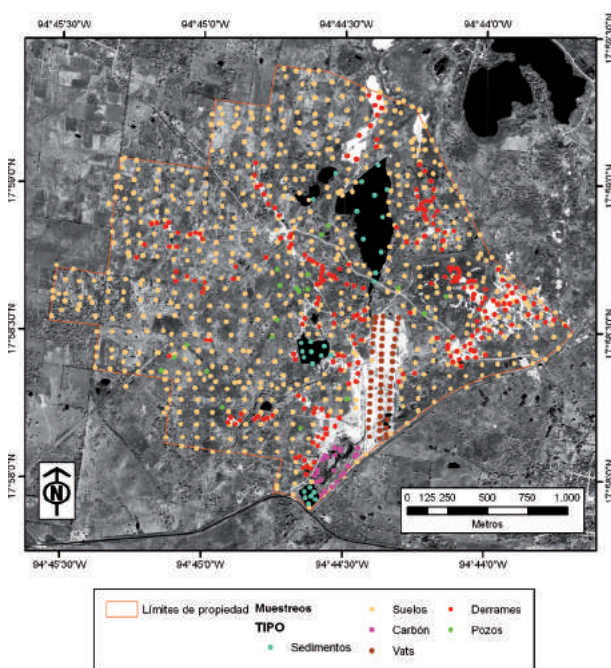 94°45'30"W 94°45'0"W 94°44'30"W 94°44'0"W
17°59'30"N
17°59'0"N 17°59'0"N
17°58'30"N 17°58'30"N
17°58'0"N 17°58'0"N
N
0 125 250 500 750 1.000
Metros
94°45'30"W 94°45'0"W 94°44'30"W 94°44'0"W
Límites de propiedad Muestreos Suelos Derrames
TIPO Carbón Pozos
Sedimentos Vats